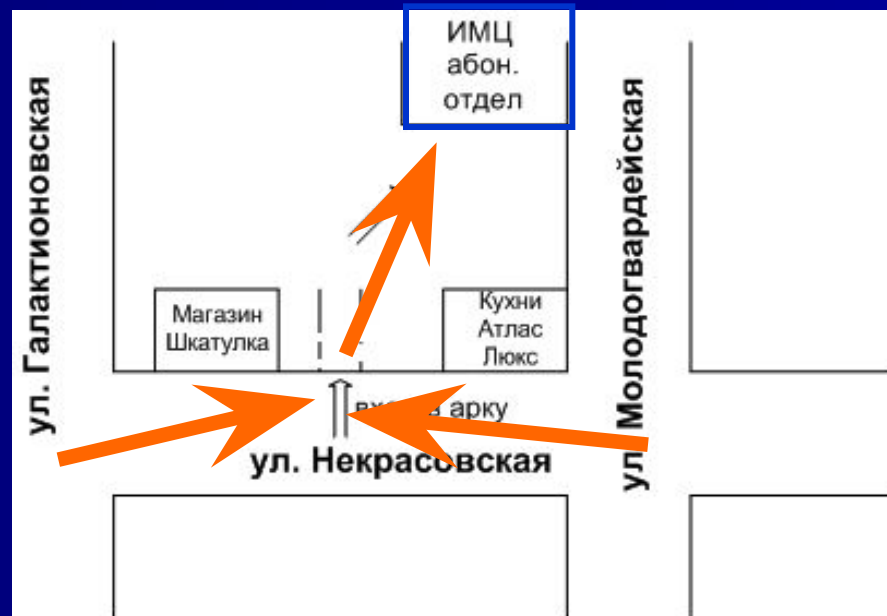 ИМЦ
абон.
отдел
ул. Галактионовская
ул. Молодогвардейская
Магазин
Шкатулка
Кухни
Атлас
Люкс
арку
ул. Некрасовская